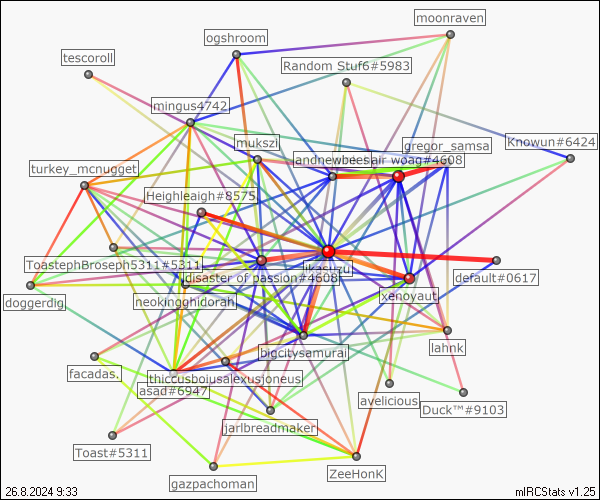 moonraven
ogshroom
tescoroll
Random Stuf6#5983
mingus4742
mukszi
gregor_samsa
Knowun#6424
woag#4608
turkey_mcnugget
Heighleaigh#8575
ToastephBroseph5311#5311
likasuzu
disaster of passion#4608
default#0617
xenoyaut
doggerdig
neokingghidorah
bigcitysamurai
lahnk
facadas.
thiccusboiusalexusjoneus
asad#6947
avelicious
Duck™#9103
jarlbreadmaker
Toast#5311
gazpachoman
ZeeHonK
26.8.2024 9:33
mIRCStats v1.25